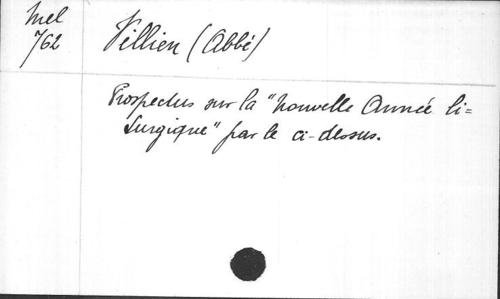 Mel
762
Villien (Abbé)
Prospectus sur la "Nouvelle Année li=
turgique" par le ci-dessus.